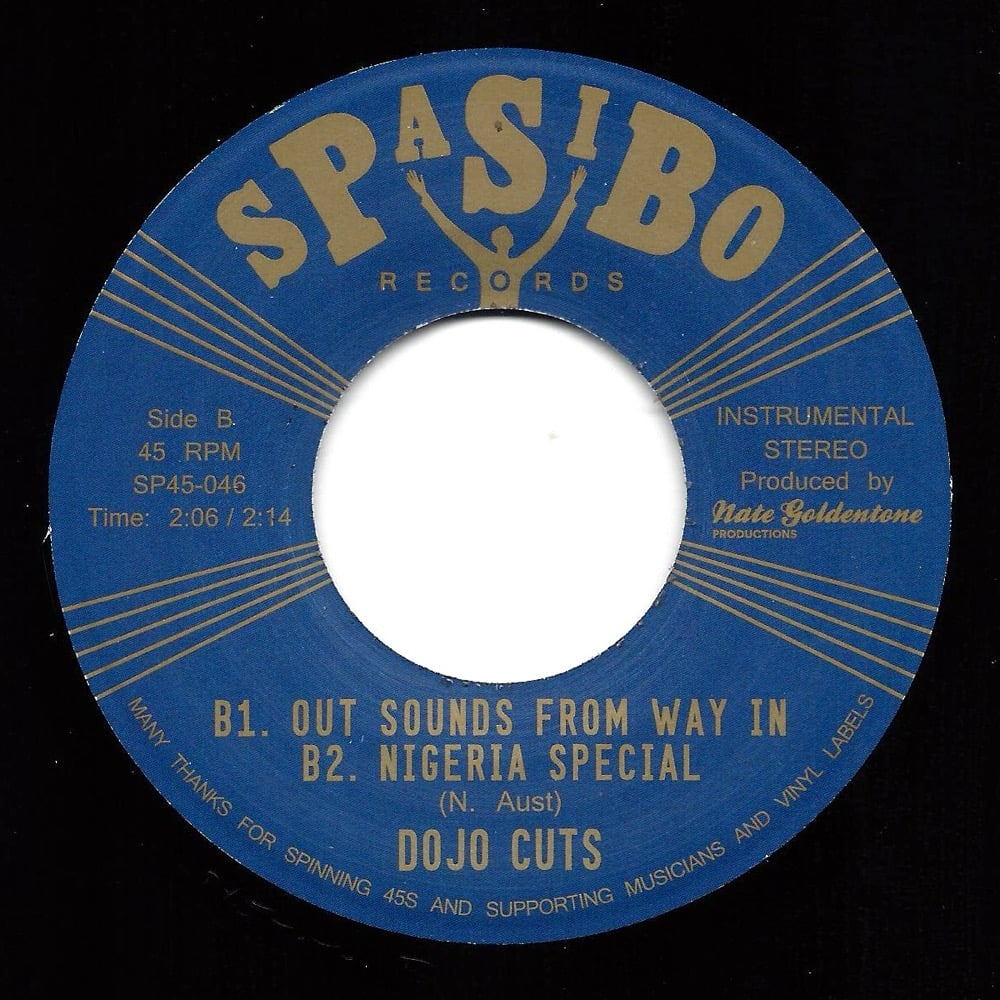 SPASIBO
RECORDS
Side B
45 RPM
SP45-046
Time: 2:06 / 2:14
INSTRUMENTAL
STEREO
Produced by
Nate Goldentone
PRODUCTIONS
B1. OUT SOUNDS FROM WAY IN
B2. NIGERIA SPECIAL
(N. Aust)
DOJO CUTS
MANY THANKS FOR SPINNING 45S AND SUPPORTING MUSICIANS AND VINYL LABELS